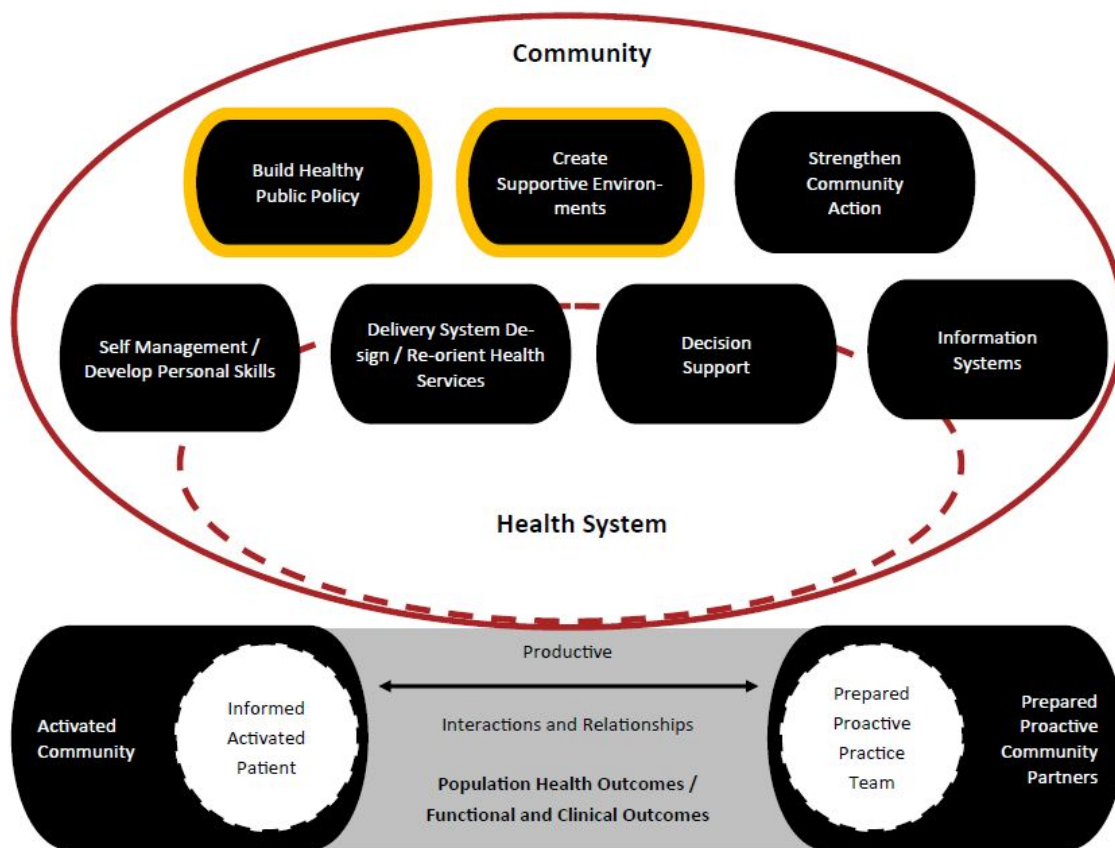 Community
Build Healthy
Public Policy
Create
Supportive Environ-
ments
Strengthen
Community
Action
Self Management /
Develop Personal Skills
Delivery System De-
sign / Re-orient Health
Services
Decision
Support
Information
Systems
Health System
Activated
Community
Informed
Activated
Patient
Productive
Interactions and Relationships
Population Health Outcomes /
Functional and Clinical Outcomes
Prepared
Proactive
Practice
Team
Prepared
Proactive
Community
Partners